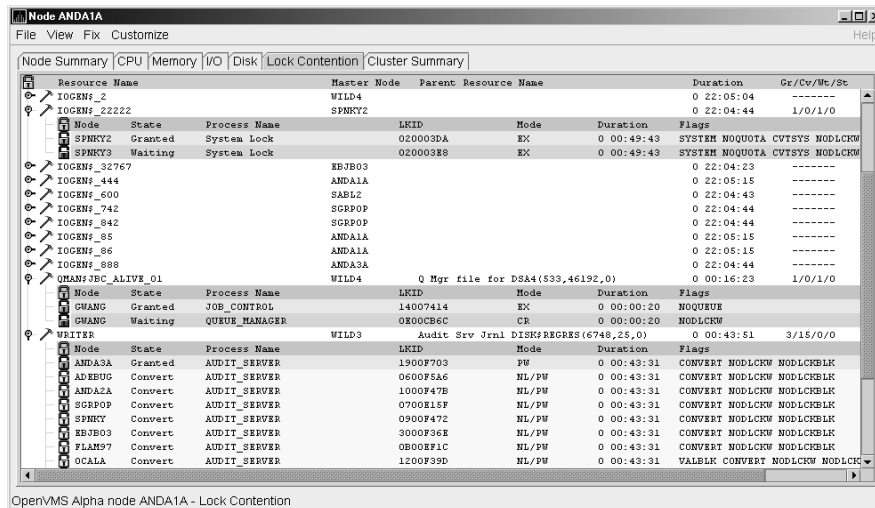 Node ANDA1A
File View Fix Customize Help
Node Summary CPU Memory I/O Disk Lock Contention Cluster Summary
Resource Name Master Node Parent Resource Name Duration Gr/Cv/Wt/St
IOGEN$_2 WILD4 0 22:05:04 -------
IOGEN$_22222 SPNKY2 0 22:04:44 1/0/1/0
Node State Process Name LKID Mode Duration Flags
SPNKY2 Granted System Lock 020003DA EX 0 00:49:43 SYSTEM NOQUOTA CVTSYS NODLCKW
SPNKY3 Waiting System Lock 020003E8 EX 0 00:49:43 SYSTEM NOQUOTA CVTSYS NODLCKW
IOGEN$_32767 EBJB03 0 22:04:23 -------
IOGEN$_444 ANDA1A 0 22:05:15 -------
IOGEN$_600 SABL2 0 22:04:43 -------
IOGEN$_742 SGRPOP 0 22:04:44 -------
IOGEN$_842 SGRPOP 0 22:04:44 -------
IOGEN$_85 ANDA1A 0 22:05:15 -------
IOGEN$_86 ANDA1A 0 22:05:15 -------
IOGEN$_888 ANDA3A 0 22:04:44 -------
QMAN$JBC_ALIVE_01 WILD4 Q Mgr file for DSA4(533,46192,0) 0 00:16:23 1/0/1/0
Node State Process Name LKID Mode Duration Flags
GWANG Granted JOB_CONTROL 14007414 EX 0 00:00:20 NOQUEUE
GWANG Waiting QUEUE_MANAGER 0E00CB6C CR 0 00:00:20 NODLCKW
WRITER WILD3 Audit Srv Jrnl DISK$REGRES(6748,25,0) 0 00:43:51 3/15/0/0
Node State Process Name LKID Mode Duration Flags
ANDA3A Granted AUDIT_SERVER 1900F703 PW 0 00:43:31 CONVERT NODLCKW NODLCKBLK
ADEBUG Convert AUDIT_SERVER 0600F5A6 NL/PW 0 00:43:31 CONVERT NODLCKW NODLCKBLK
ANDA2A Convert AUDIT_SERVER 1000F47B NL/PW 0 00:43:31 CONVERT NODLCKW NODLCKBLK
SGRPOP Convert AUDIT_SERVER 0700E15F NL/PW 0 00:43:31 CONVERT NODLCKW NODLCKBLK
SPNKY Convert AUDIT_SERVER 0900F472 NL/PW 0 00:43:31 CONVERT NODLCKW NODLCKBLK
EBJB03 Convert AUDIT_SERVER 3000F36E NL/PW 0 00:43:31 CONVERT NODLCKW NODLCKBLK
FLAM97 Convert AUDIT_SERVER 0B00EF1C NL/PW 0 00:43:31 CONVERT NODLCKW NODLCKBLK
OCALA Convert AUDIT_SERVER 1200F39D NL/PW 0 00:43:31 VALBLK CONVERT NODLCKW NODLCK
OpenVMS Alpha node ANDA1A - Lock Contention